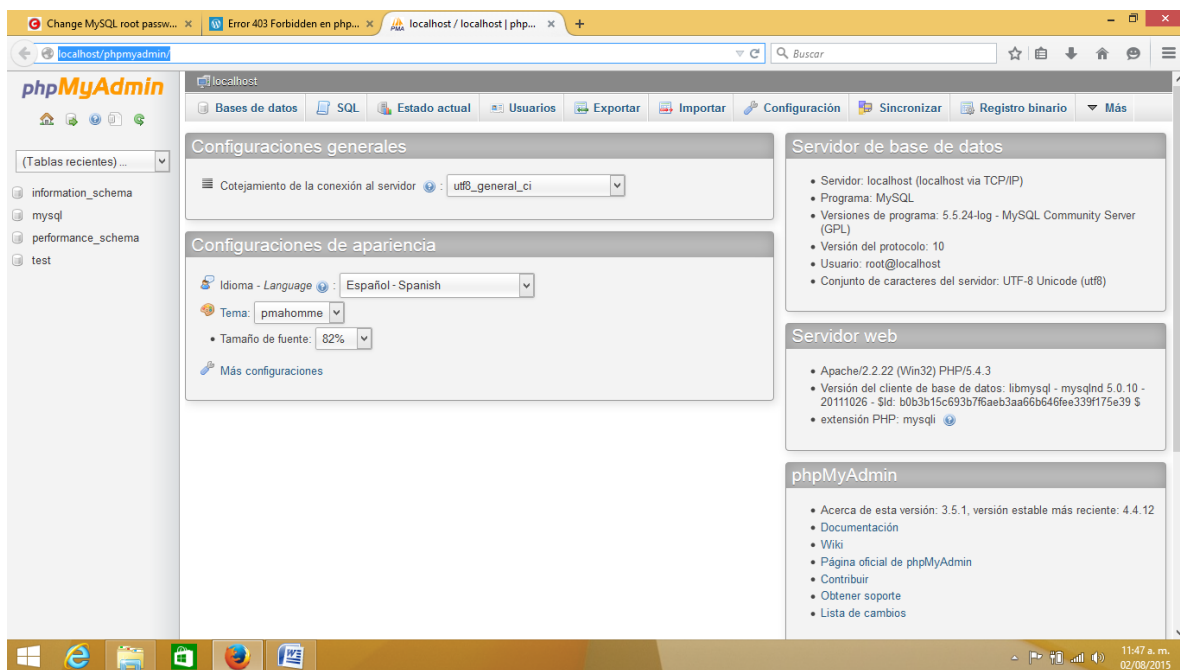 Change MySQL root passw...
Error 403 Forbidden en php...
localhost / localhost | php...
localhost/phpmyadmin/
Buscar
phpMyAdmin
(Tablas recientes) ...
information_schema
mysql
performance_schema
test
localhost
Bases de datos
SQL
Estado actual
Usuarios
Exportar
Importar
Configuración
Sincronizar
Registro binario
Más
Configuraciones generales
Cotejamiento de la conexión al servidor : utf8_general_ci
Configuraciones de apariencia
Idioma - Language : Español - Spanish
Tema: pmahomme
• Tamaño de fuente: 82%
Más configuraciones
Servidor de base de datos
• Servidor: localhost (localhost via TCP/IP)
• Programa: MySQL
• Versiones de programa: 5.5.24-log - MySQL Community Server
(GPL)
• Versión del protocolo: 10
• Usuario: root@localhost
• Conjunto de caracteres del servidor: UTF-8 Unicode (utf8)
Servidor web
• Apache/2.2.22 (Win32) PHP/5.4.3
• Versión del cliente de base de datos: libmysql - mysqlnd 5.0.10 -
20111026 - $Id: b0b3b15c693b7f6aeb3aa66b646fee339f175e39 $
• extensión PHP: mysqli
phpMyAdmin
• Acerca de esta versión: 3.5.1, versión estable más reciente: 4.4.12
• Documentación
• Wiki
• Página oficial de phpMyAdmin
• Contribuir
• Obtener soporte
• Lista de cambios
11:47 a. m.
02/08/2015